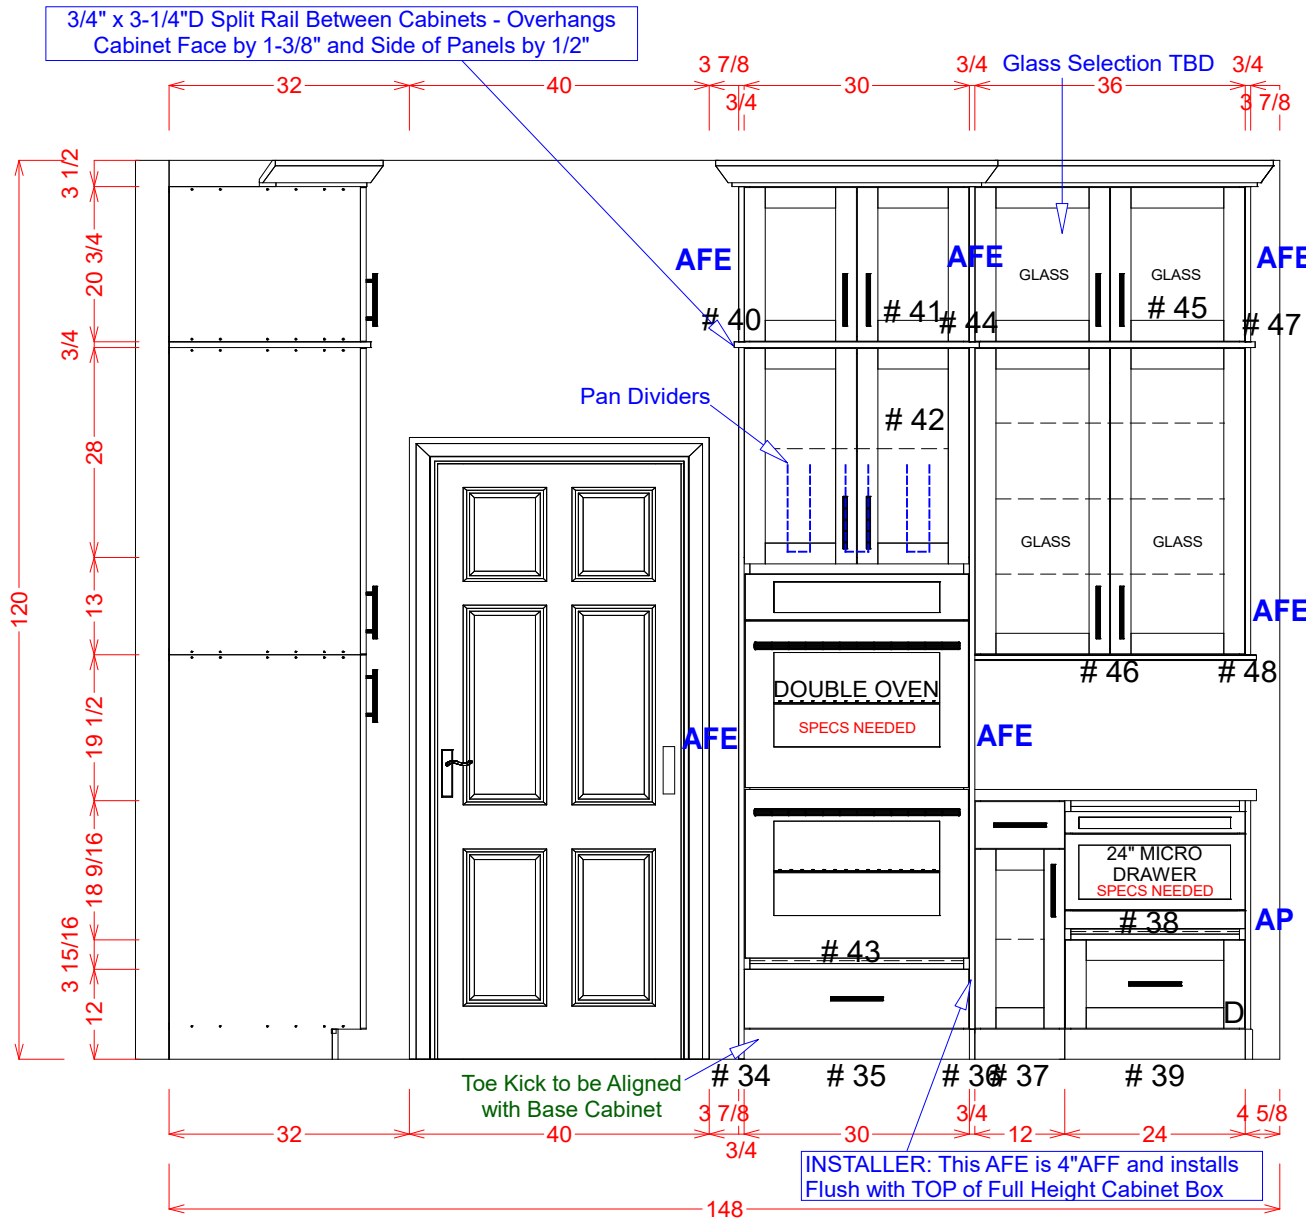 3/4" x 3-1/4"D Split Rail Between Cabinets - Overhangs
Cabinet Face by 1-3/8" and Side of Panels by 1/2"
32
40
3 7/8
3/4
30
3/4
36
3/4
3 7/8
Glass Selection TBD
120
3 1/2
20 3/4
3/4
28
13
19 1/2
18 9/16
3 15/16
12
AFE
AFE
AFE
GLASS
GLASS
# 40
# 41
# 44
# 45
# 47
Pan Dividers
# 42
GLASS
GLASS
AFE
# 46
# 48
DOUBLE OVEN
SPECS NEEDED
AFE
AFE
24" MICRO
DRAWER
SPECS NEEDED
# 38
AP
# 43
D
Toe Kick to be Aligned
with Base Cabinet
# 34
# 35
# 36
# 37
# 39
32
40
3 7/8
3/4
30
3/4
12
24
4 5/8
INSTALLER: This AFE is 4"AFF and installs
Flush with TOP of Full Height Cabinet Box
148